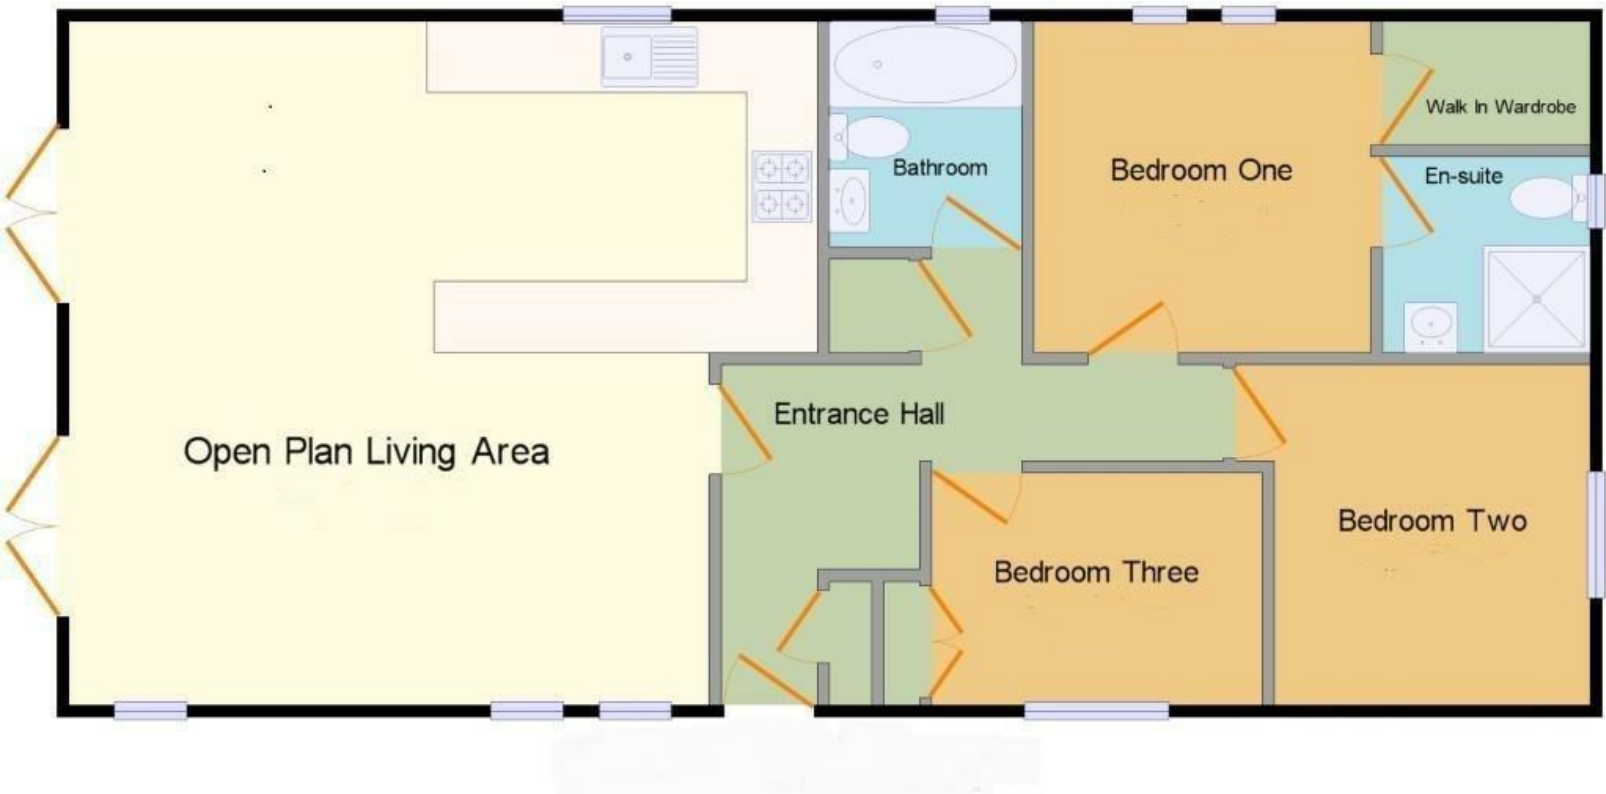 Walk In Wardrobe
Bathroom
Bedroom One
En-suite
Entrance Hall
Open Plan Living Area
Bedroom Two
Bedroom Three